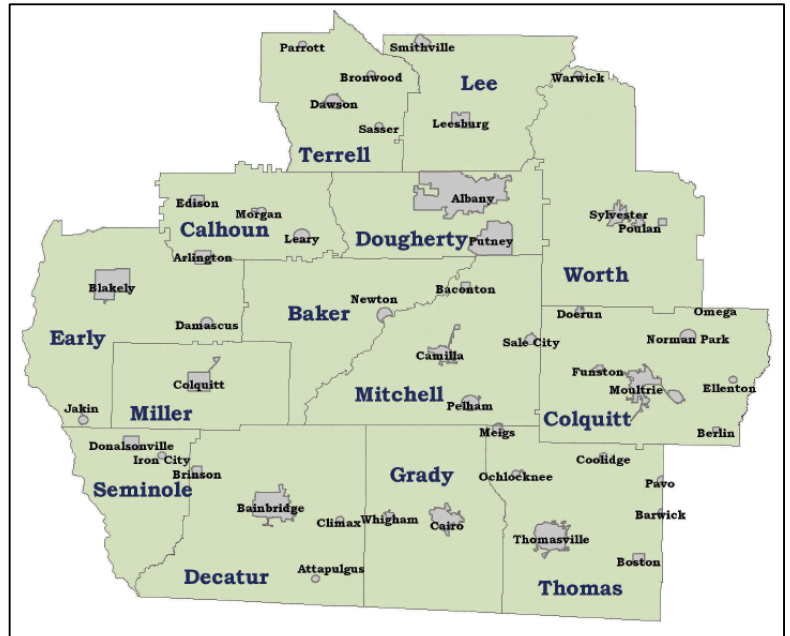 Parrott
Smithville
Bronwood
Lee
Warwick
Dawson
Leesburg
Sasser
Terrell
Edison
Albany
Morgan
Sylvester
Poulan
Calhoun
Leary
Dougherty
Putney
Arlington
Worth
Blakely
Baconton
Newton
Baker
Doerun
Omega
Damascus
Early
Sale City
Norman Park
Camilla
Funston
Colquitt
Mitchell
Moultrie
Ellenton
Miller
Pelham
Jakin
Colquitt
Meigs
Berlin
Donalsonville
Iron City
Coolidge
Grady
Brinson
Ochlocknee
Seminole
Pavo
Bainbridge
Climax
Whigham
Cairo
Barwick
Thomasville
Boston
Attapulgus
Decatur
Thomas